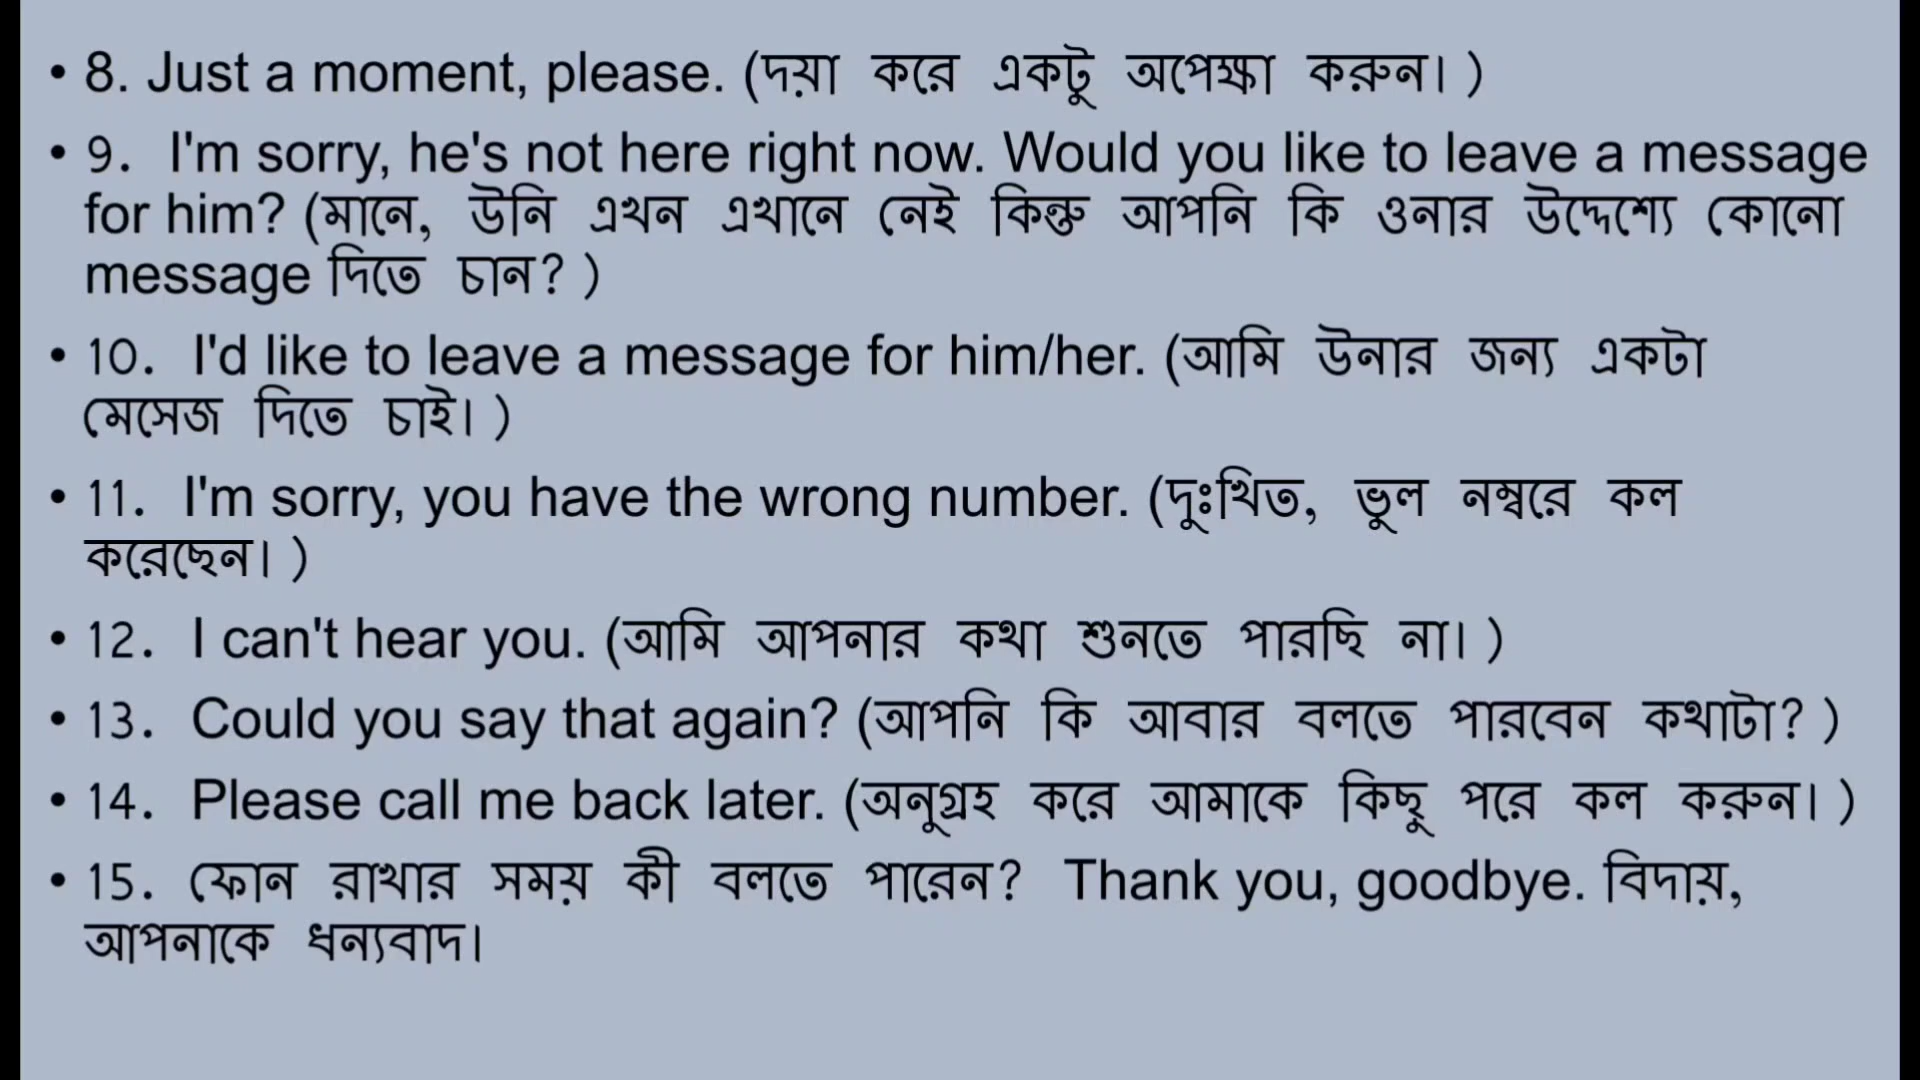 • 8. Just a moment, please. (দয়া করে একটু অপেক্ষা করুন। )
• 9. I'm sorry, he's not here right now. Would you like to leave a message
for him? (মানে, উনি এখন এখানে নেই কিন্তু আপনি কি ওনার উদ্দেশ্যে কোনো
message দিতে চান? )
• 10. I'd like to leave a message for him/her. (আমি উনার জন্য একটা
মেসেজ দিতে চাই। )
• 11. I'm sorry, you have the wrong number. (দুঃখিত, ভুল নম্বরে কল
করেছেন। )
• 12. I can't hear you. (আমি আপনার কথা শুনতে পারছি না। )
• 13. Could you say that again? (আপনি কি আবার বলতে পারবেন কথাটা? )
• 14. Please call me back later. (অনুগ্রহ করে আমাকে কিছু পরে কল করুন। )
• 15. ফোন রাখার সময় কী বলতে পারেন? Thank you, goodbye. বিদায়,
আপনাকে ধন্যবাদ।